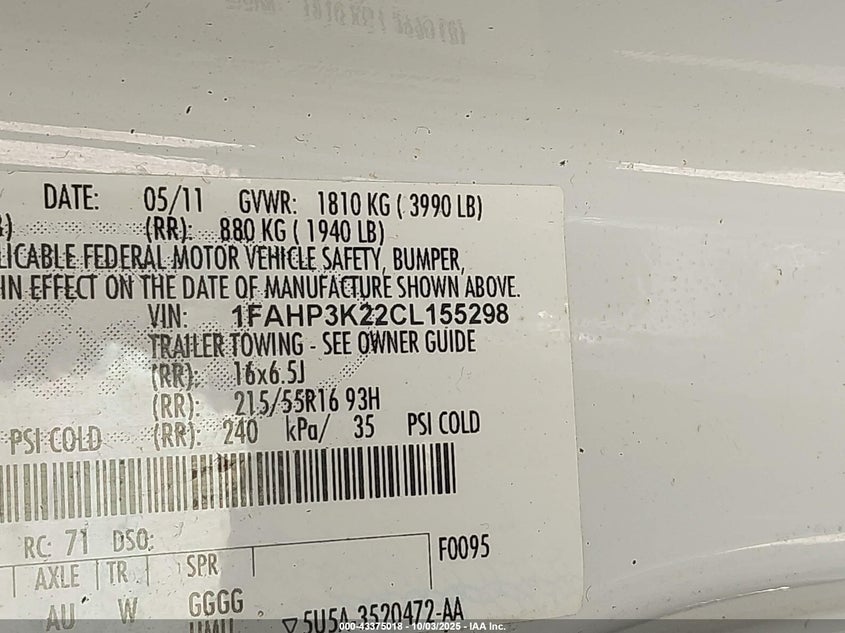 DATE: 05/11 GVWR: 1810 KG ( 3990 LB)
(RR): 880 KG ( 1940 LB)
LICABLE FEDERAL MOTOR VEHICLE SAFETY, BUMPER,
IN EFFECT ON THE DATE OF MANUFACTURE SHOWN ABOVE.
VIN: 1FAHP3K22CL155298
TRAILER TOWING - SEE OWNER GUIDE
(RR): 16x6.5J
(RR): 215/55R16 93H
PSI COLD (RR): 240 kPa/ 35 PSI COLD
RC: 71 DSO:
F0095
AXLE TR SPR
AU W GGGG
UMU ▽5U5A 3520472-AA
000-43375018 - 10/03/2025 - IAA Inc.